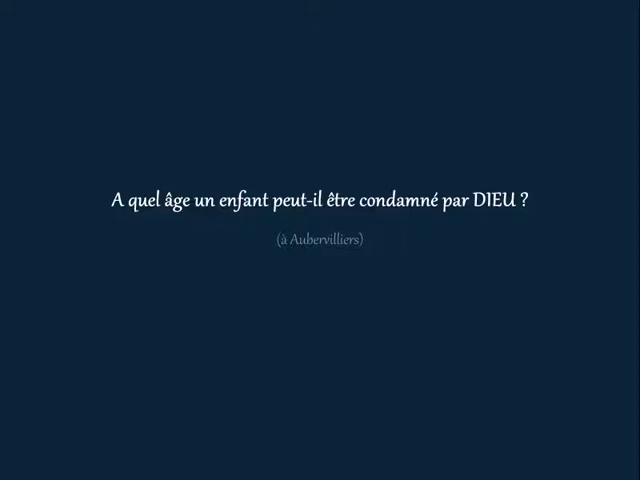 A quel âge un enfant peut-il être condamné par DIEU ?
(à Aubervilliers)